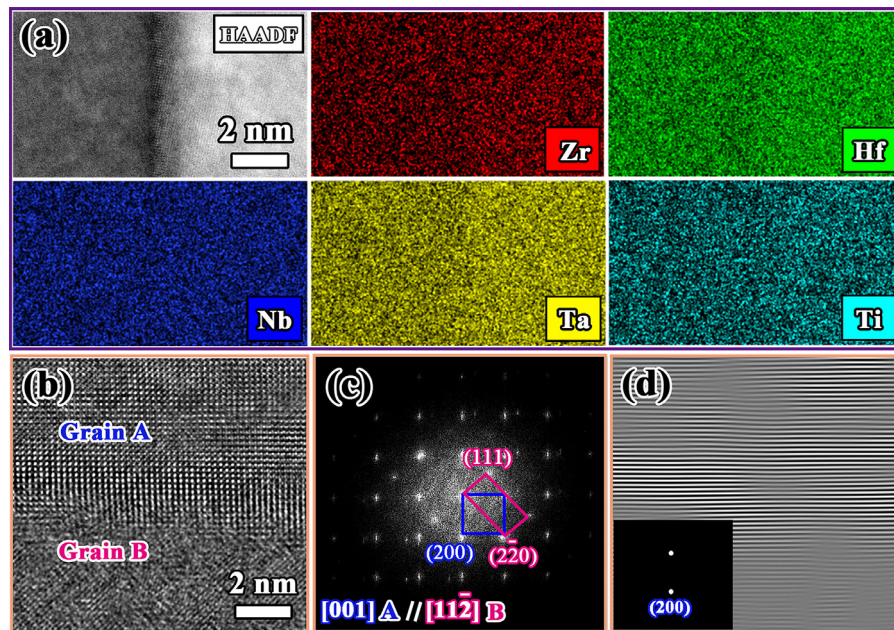 (a)
HAADF
2 nm
Zr
Hf
Nb
Ta
Ti
(b)
Grain A
Grain B
2 nm
(c)
(111)
(200)
(22̅0)
[001] A // [112̅] B
(d)
(200)